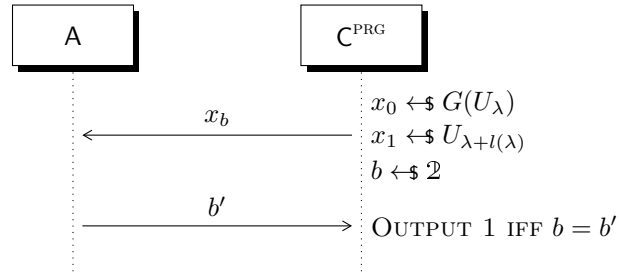 A
C^PRG
x_0 ←$ G(U_λ)
x_b
x_1 ←$ U_{λ+l(λ)}
b ←$ 𝟚
b′
OUTPUT 1 IFF b = b′